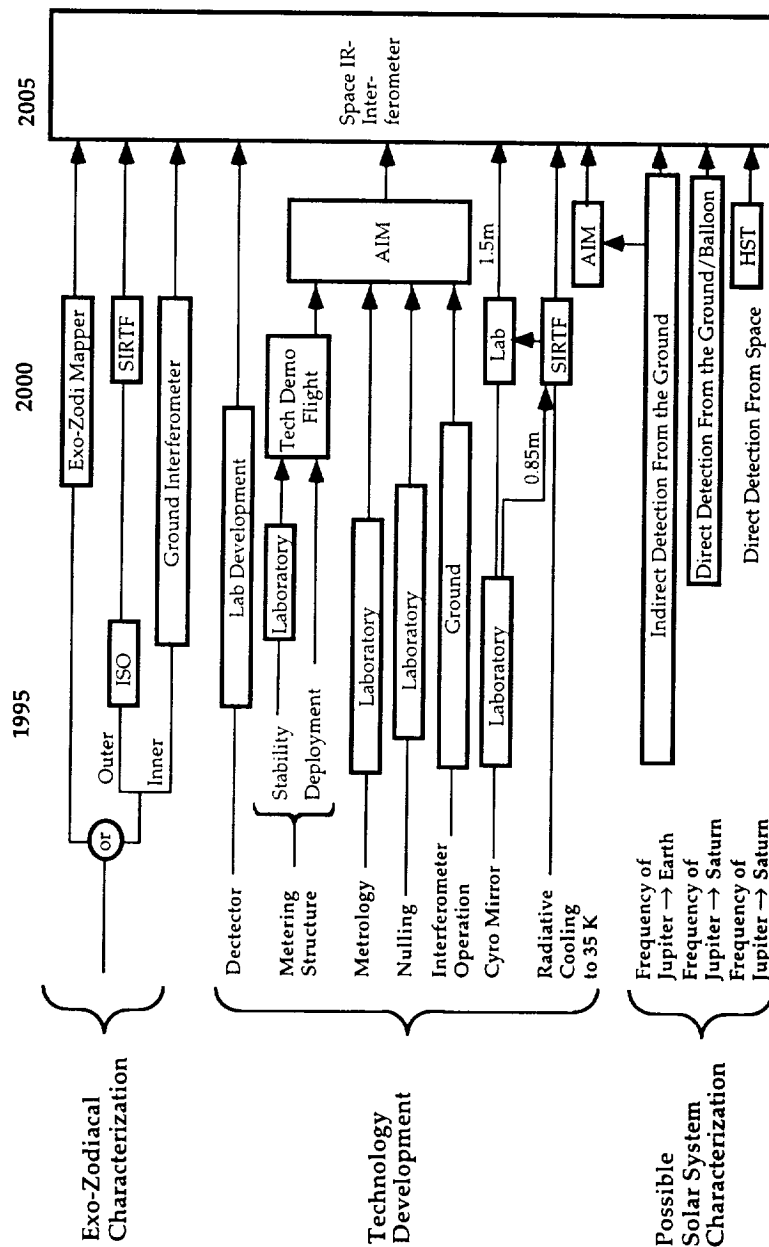 1995
2000
2005
Exo-Zodiacal
Characterization
or
Outer
Inner
Exo-Zodi Mapper
ISO
SIRTF
Ground Interferometer
Space IR-
Inter-
ferometer
Technology
Development
Dectector
Lab Development
Metering
Structure
Stability
Deployment
Laboratory
Tech Demo
Flight
AIM
Metrology
Laboratory
Nulling
Laboratory
Interferometer
Operation
Ground
Cyro Mirror
Laboratory
Lab
1.5m
0.85m
Radiative
Cooling
to 35 K
SIRTF
AIM
Possible
Solar System
Characterization
Frequency of
Jupiter → Earth
Indirect Detection From the Ground
Frequency of
Jupiter → Saturn
Direct Detection From the Ground/Balloon
Frequency of
Jupiter → Saturn
Direct Detection From Space
HST